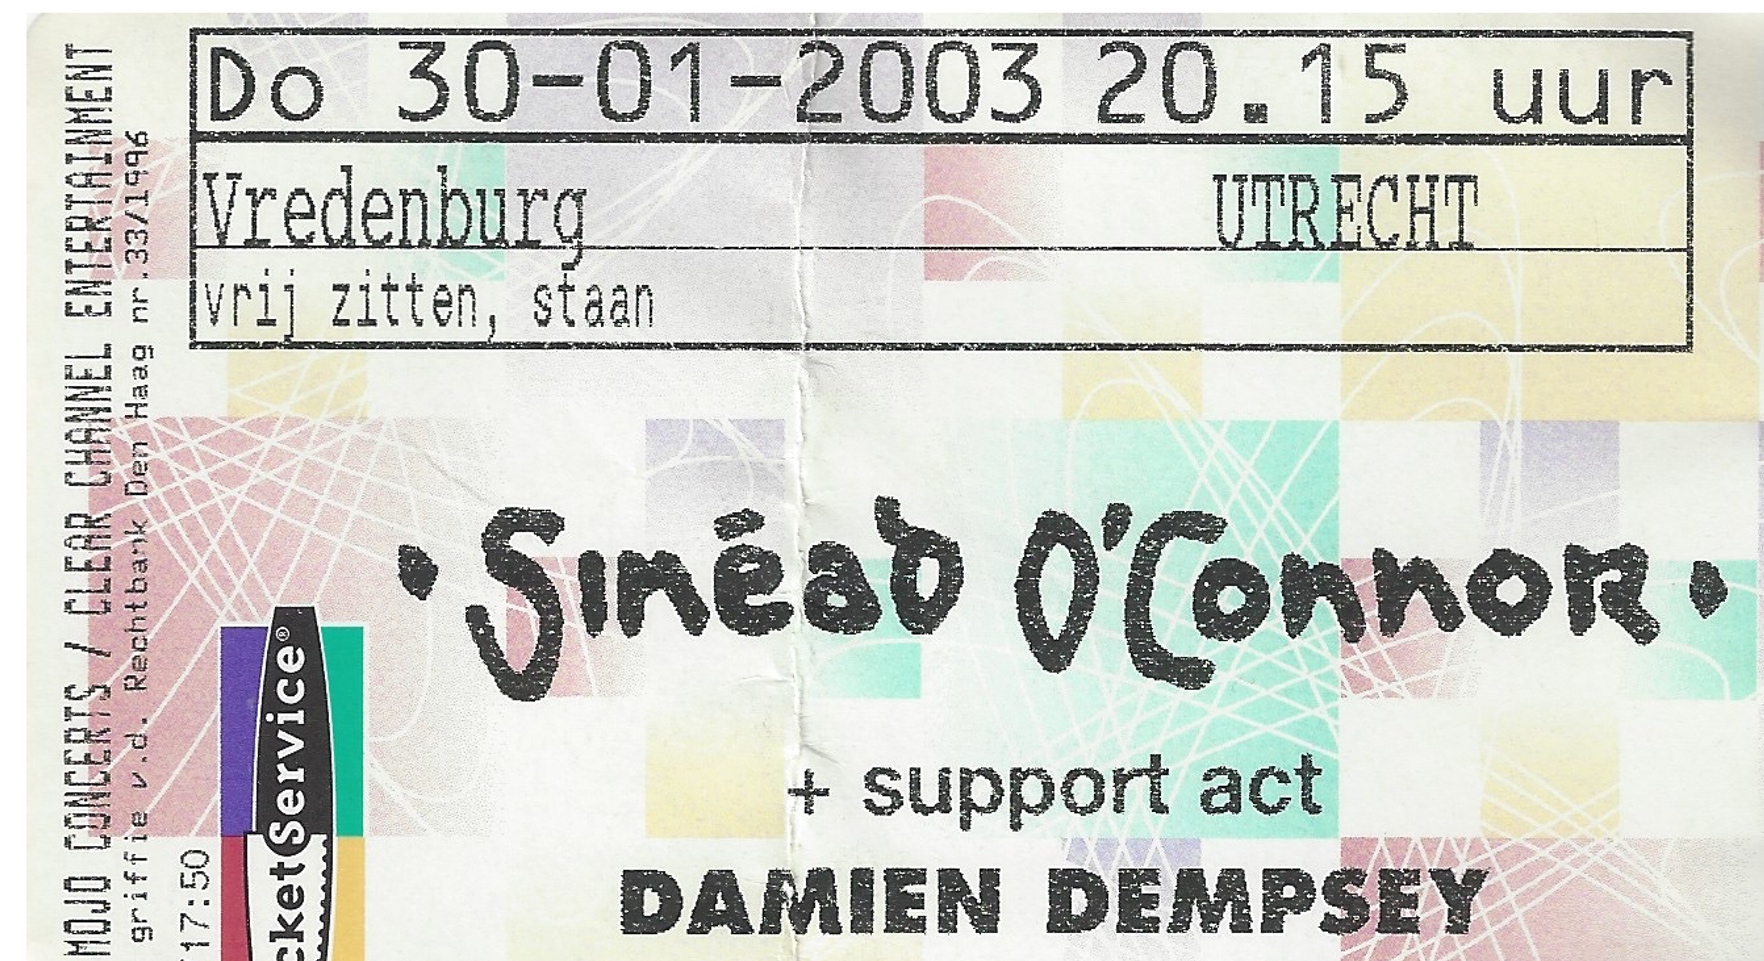 Do 30-01-2003 20.15 uur
Vredenburg UTRECHT
vrij zitten, staan
• Sinéad O'Connor •
+ support act
DAMIEN DEMPSEY
MOJO CONCERTS / CLEAR CHANNEL ENTERTAINMENT
griffie v.d. Rechtbank Den Haag nr.33/1996
17:50
cketService®